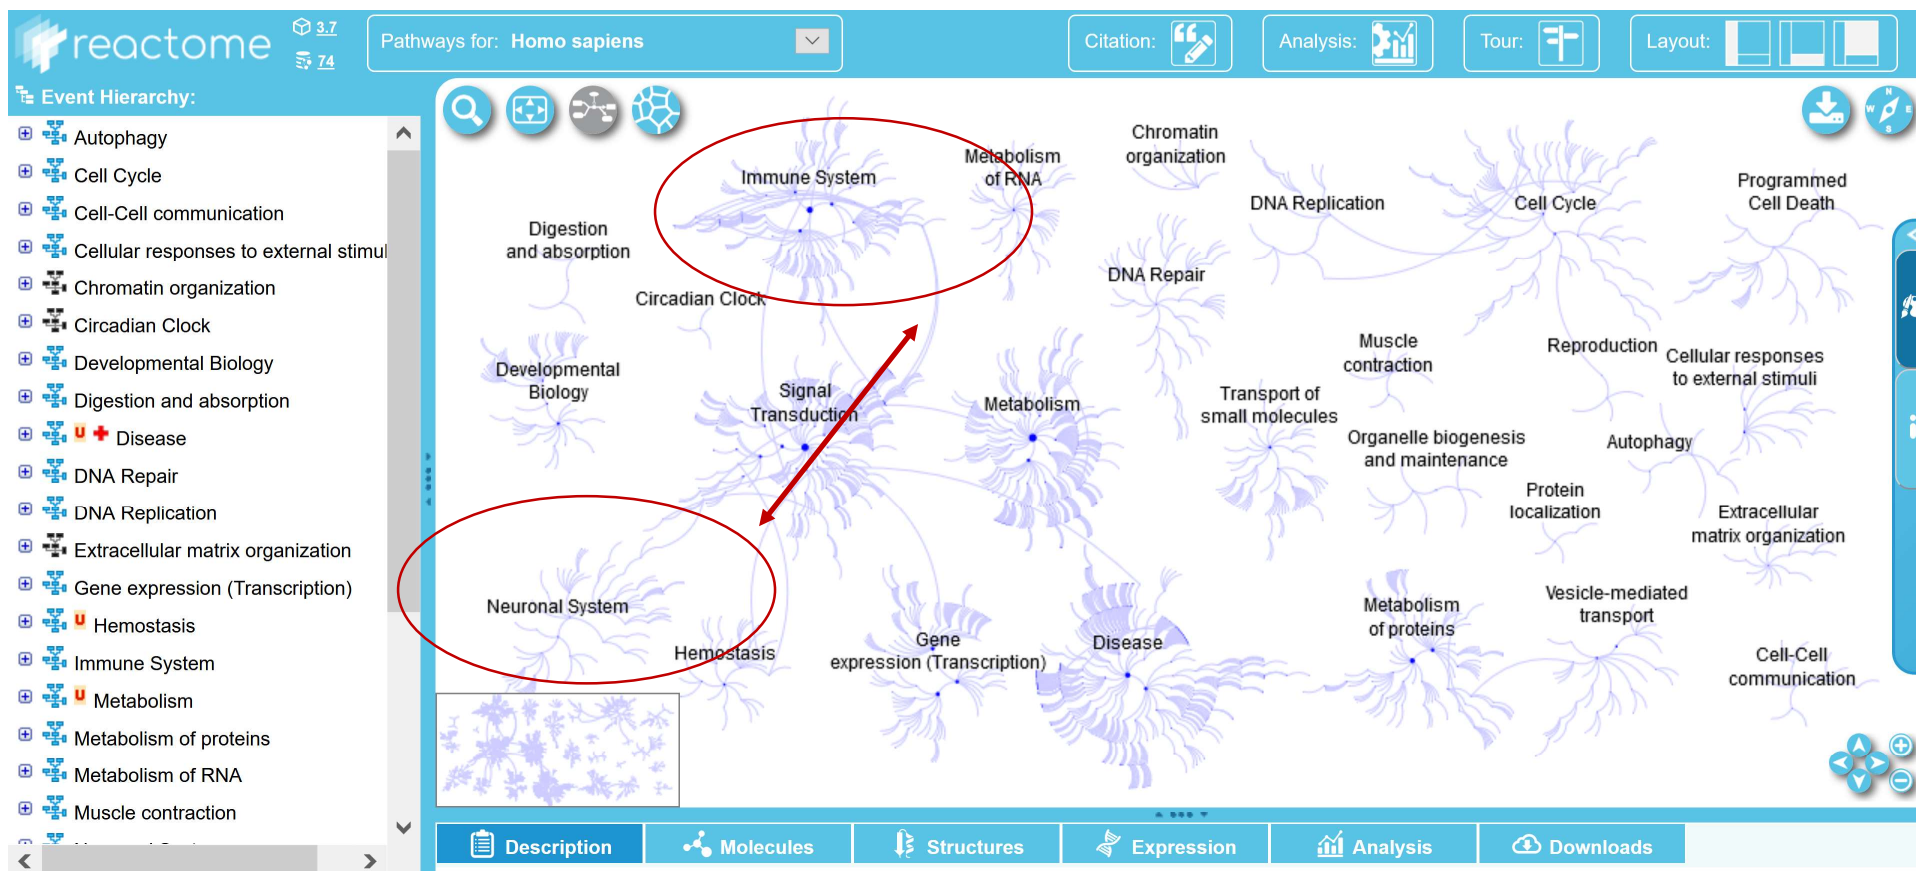 reactome
3.7
74
Pathways for: Homo sapiens
Citation:
Analysis:
Tour:
Layout:
Event Hierarchy:
Autophagy
Cell Cycle
Cell-Cell communication
Cellular responses to external stimul
Chromatin organization
Circadian Clock
Developmental Biology
Digestion and absorption
U Disease
DNA Repair
DNA Replication
Extracellular matrix organization
Gene expression (Transcription)
U Hemostasis
Immune System
U Metabolism
Metabolism of proteins
Metabolism of RNA
Muscle contraction
N
W E
S
Immune System
Metabolism
of RNA
Chromatin
organization
DNA Replication
Cell Cycle
Programmed
Cell Death
Digestion
and absorption
Circadian Clock
DNA Repair
Developmental
Biology
Signal
Transduction
Metabolism
Muscle
contraction
Reproduction
Cellular responses
to external stimuli
Transport of
small molecules
Organelle biogenesis
and maintenance
Autophagy
Protein
localization
Extracellular
matrix organization
Neuronal System
Hemostasis
Gene
expression (Transcription)
Disease
Metabolism
of proteins
Vesicle-mediated
transport
Cell-Cell
communication
Description
Molecules
Structures
Expression
Analysis
Downloads